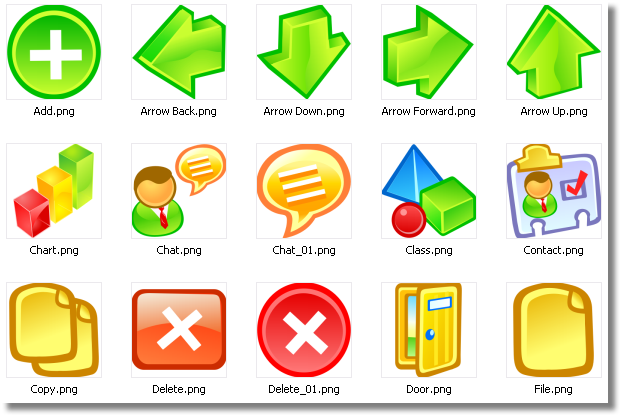 Add.png
Arrow Back.png
Arrow Down.png
Arrow Forward.png
Arrow Up.png
Chart.png
Chat.png
Chat_01.png
Class.png
Contact.png
Copy.png
Delete.png
Delete_01.png
Door.png
File.png